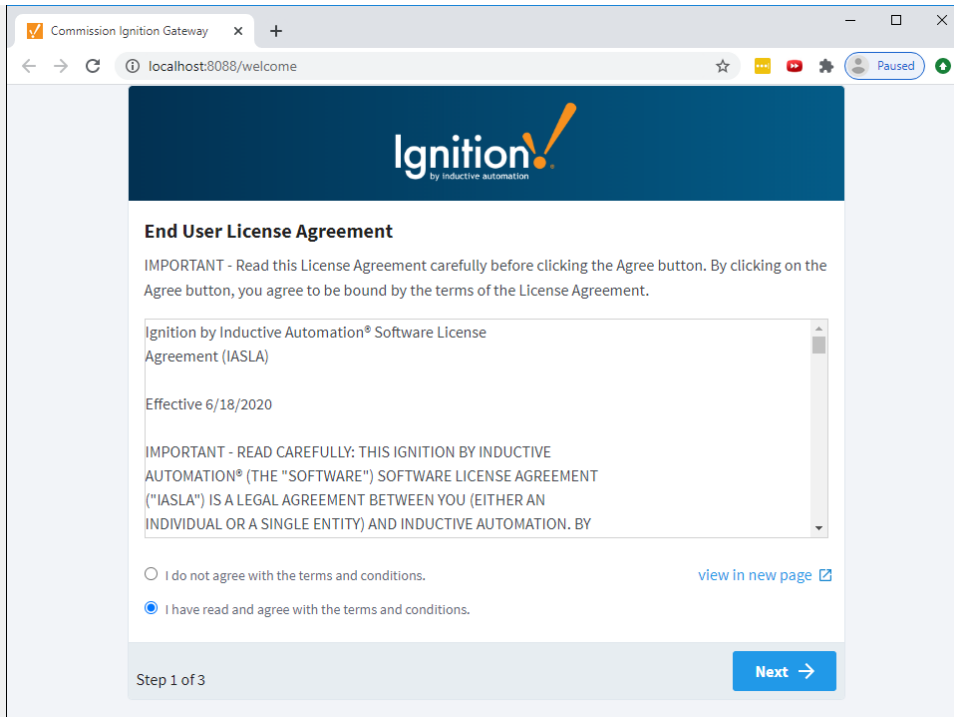 Commission Ignition Gateway
localhost:8088/welcome
Paused
Ignition
by inductive automation
End User License Agreement
IMPORTANT - Read this License Agreement carefully before clicking the Agree button. By clicking on the
Agree button, you agree to be bound by the terms of the License Agreement.
Ignition by Inductive Automation® Software License
Agreement (IASLA)
Effective 6/18/2020
IMPORTANT - READ CAREFULLY: THIS IGNITION BY INDUCTIVE
AUTOMATION® (THE "SOFTWARE") SOFTWARE LICENSE AGREEMENT
("IASLA") IS A LEGAL AGREEMENT BETWEEN YOU (EITHER AN
INDIVIDUAL OR A SINGLE ENTITY) AND INDUCTIVE AUTOMATION. BY
I do not agree with the terms and conditions.
view in new page
I have read and agree with the terms and conditions.
Step 1 of 3
Next